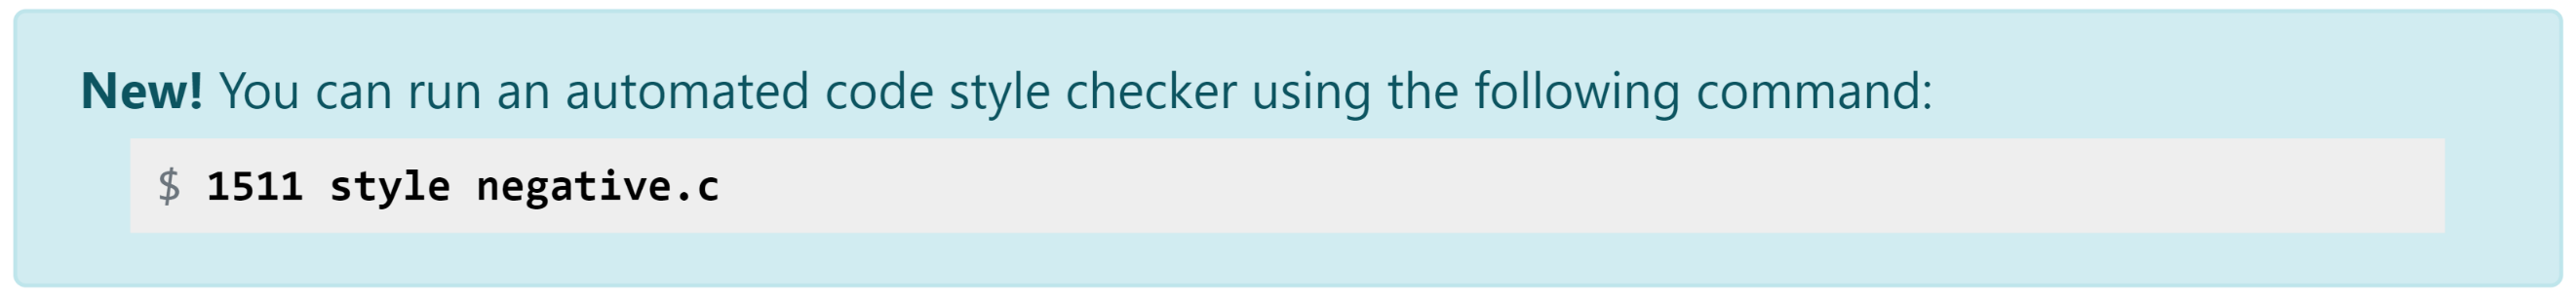 New! You can run an automated code style checker using the following command:
$ 1511 style negative.c